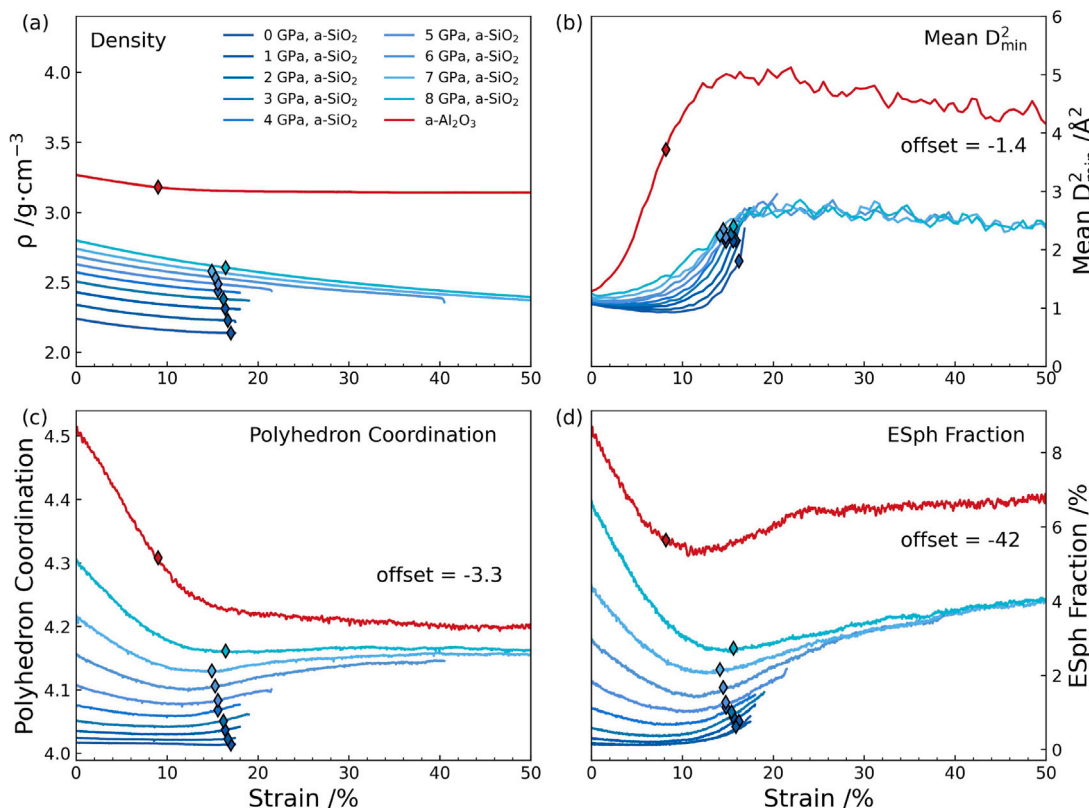 (a)
Density
0 GPa, a-SiO₂
1 GPa, a-SiO₂
2 GPa, a-SiO₂
3 GPa, a-SiO₂
4 GPa, a-SiO₂
5 GPa, a-SiO₂
6 GPa, a-SiO₂
7 GPa, a-SiO₂
8 GPa, a-SiO₂
a-Al₂O₃
ρ /g·cm⁻³
4.0
3.5
3.0
2.5
2.0
0 10 20 30 40 50
(b)
Mean D²min
offset = -1.4
Mean D²min /Å²
6
5
4
3
2
1
0
0 10 20 30 40 50
(c)
Polyhedron Coordination
offset = -3.3
Polyhedron Coordination
4.5
4.4
4.3
4.2
4.1
4.0
0 10 20 30 40 50
Strain /%
(d)
ESph Fraction
offset = -42
ESph Fraction /%
8
6
4
2
0
0 10 20 30 40 50
Strain /%